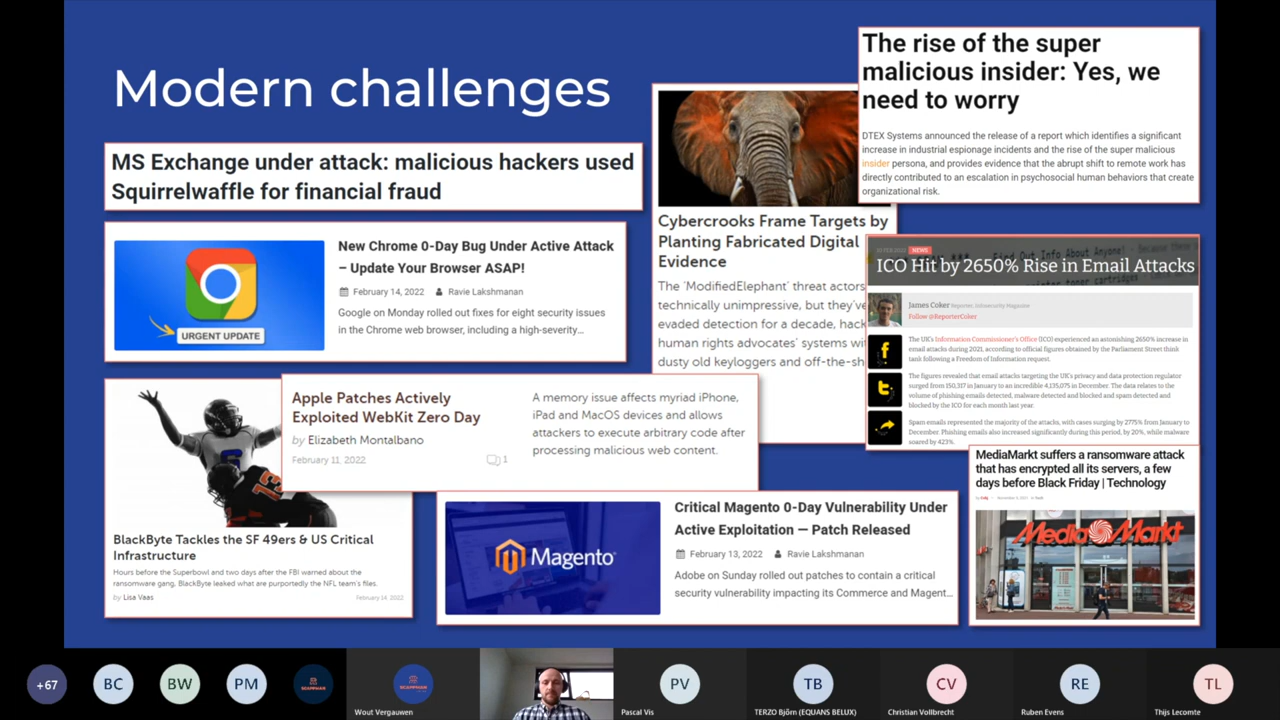 Modern challenges
MS Exchange under attack: malicious hackers used
Squirrelwaffle for financial fraud
New Chrome 0-Day Bug Under Active Attack
– Update Your Browser ASAP!
February 14, 2022 Ravie Lakshmanan
Google on Monday rolled out fixes for eight security issues
in the Chrome web browser, including a high-severity...
URGENT UPDATE
Cybercrooks Frame Targets by
Planting Fabricated Digital
Evidence
The 'ModifiedElephant' threat actors
technically unimpressive, but they've
evaded detection for a decade, hack
human rights advocates' systems wi
dusty old keyloggers and off-the-sh
The rise of the super
malicious insider: Yes, we
need to worry
DTEX Systems announced the release of a report which identifies a significant
increase in industrial espionage incidents and the rise of the super malicious
insider persona, and provides evidence that the abrupt shift to remote work has
directly contributed to an escalation in psychosocial human behaviors that create
organizational risk.
NEWS
ICO Hit by 2650% Rise in Email Attacks
James Coker Reporter, Infosecurity Magazine
Follow @ReporterCoker
The UK's Information Commissioner's Office (ICO) experienced an astonishing 2650% increase in
email attacks during 2021, according to official figures obtained by the Parliament Street think
tank following a Freedom of Information request.
The figures revealed that email attacks targeting the UK's privacy and data protection regulator
surged from 150,317 in January to an incredible 4,135,075 in December. The data relates to the
volume of phishing emails detected, malware detected and blocked and spam detected and
blocked by the ICO for each month last year.
Spam emails represented the majority of the attacks, with cases surging by 2775% from January to
December. Phishing emails also increased significantly during this period, by 20%, while malware
soared by 423%.
Apple Patches Actively
Exploited WebKit Zero Day
by Elizabeth Montalbano
February 11, 2022 1
A memory issue affects myriad iPhone,
iPad and MacOS devices and allows
attackers to execute arbitrary code after
processing malicious web content.
BlackByte Tackles the SF 49ers & US Critical
Infrastructure
Hours before the Superbowl and two days after the FBI warned about the
ransomware gang, BlackByte leaked what are purportedly the NFL team's files.
by Lisa Vaas February 14, 2022
Magento
Critical Magento 0-Day Vulnerability Under
Active Exploitation — Patch Released
February 13, 2022 Ravie Lakshmanan
Adobe on Sunday rolled out patches to contain a critical
security vulnerability impacting its Commerce and Magent...
MediaMarkt suffers a ransomware attack
that has encrypted all its servers, a few
days before Black Friday | Technology
Media Markt
+67
BC
BW
PM
Wout Vergauwen
PV
Pascal Vis
TB
TERZO Björn (EQUANS BELUX)
CV
Christian Vollbrecht
RE
Ruben Evens
TL
Thijs Lecomte